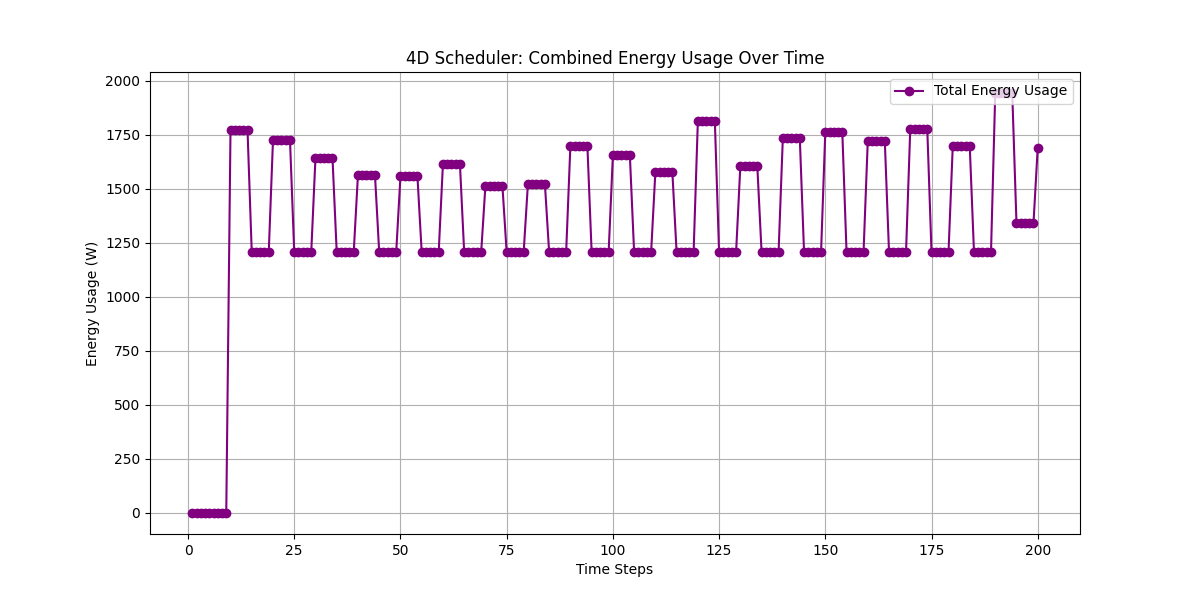 4D Scheduler: Combined Energy Usage Over Time
Total Energy Usage
Energy Usage (W)
2000
1750
1500
1250
1000
750
500
250
0
0 25 50 75 100 125 150 175 200
Time Steps